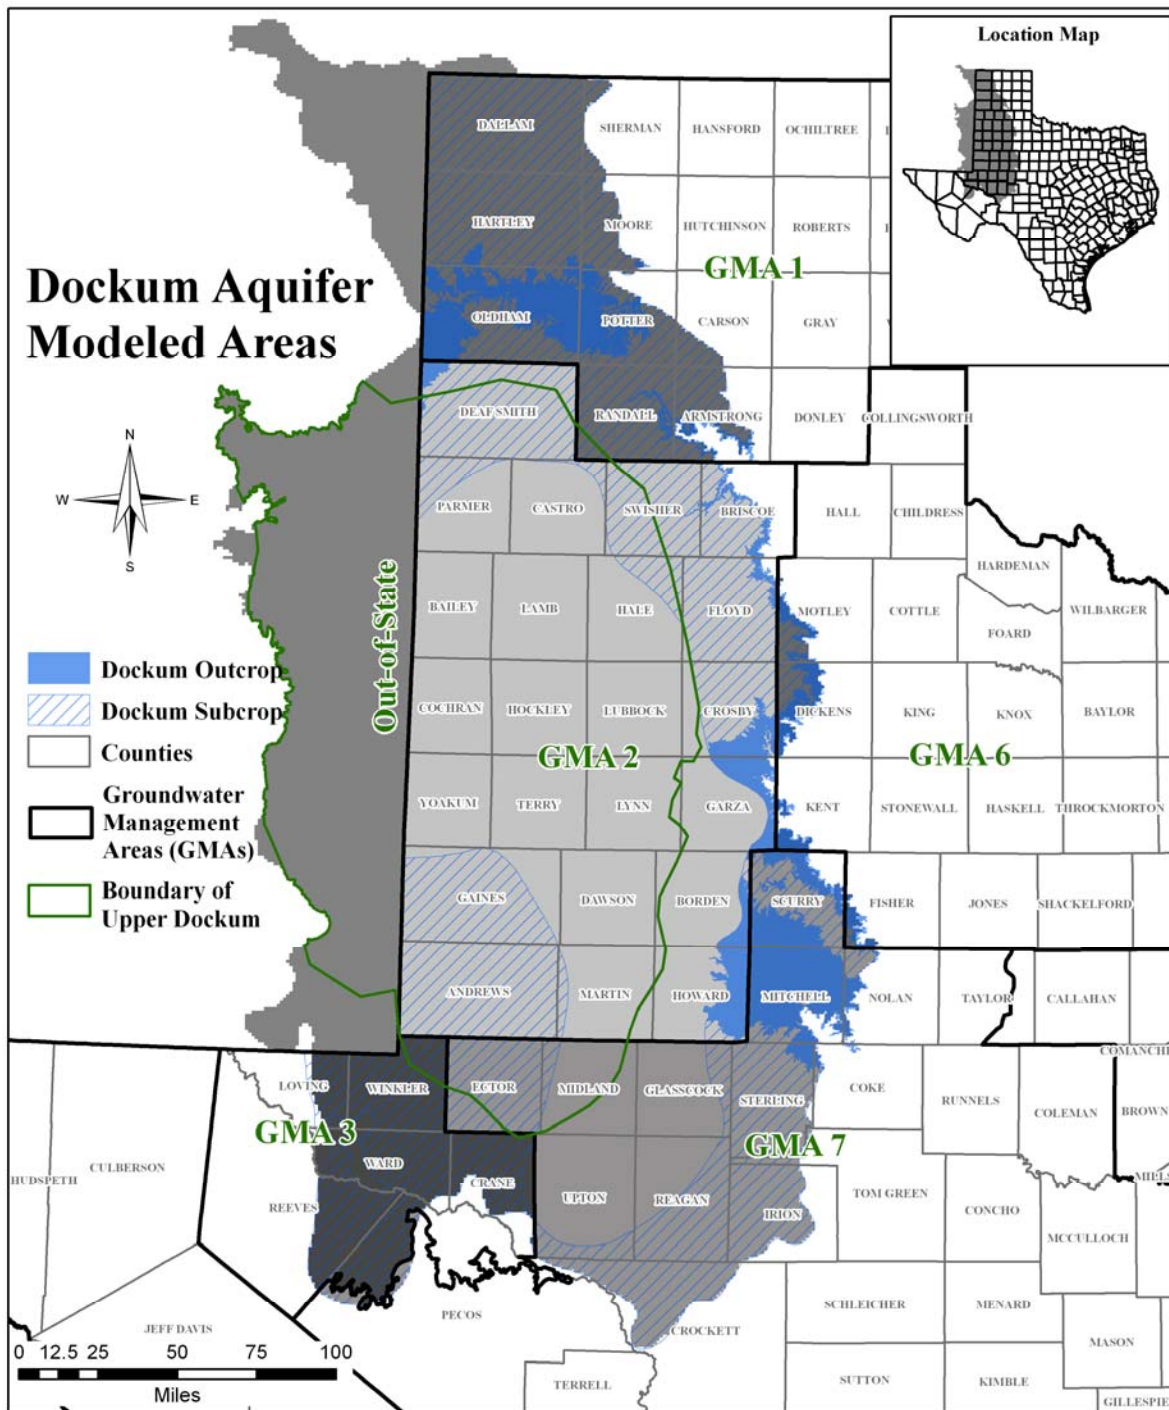 Location Map
DALLAM
SHERMAN
HANSFORD
OCHILTREE
HARTLEY
MOORE
HUTCHINSON
ROBERTS
GMA 1
Dockum Aquifer
Modeled Areas
OLDHAM
POTTER
CARSON
GRAY
DEAF SMITH
RANDALL
ARMSTRONG
DONLEY
COLLINGSWORTH
N
W
E
S
PARMER
CASTRO
SWISHER
BRISCOE
HALL
CHILDRESS
HARDEMAN
Out-of-State
BAILEY
LAMB
HALE
FLOYD
MOTLEY
COTTLE
WILBARGER
FOARD
Dockum Outcrop
Dockum Subcrop
Counties
Groundwater
Management
Areas (GMAs)
Boundary of
Upper Dockum
COCHRAN
HOCKLEY
LUBBOCK
CROSBY
DICKENS
KING
KNOX
BAYLOR
GMA 2
GMA 6
YOAKUM
TERRY
LYNN
GARZA
KENT
STONEWALL
HASKELL
THROCKMORTON
GAINES
DAWSON
BORDEN
SCURRY
FISHER
JONES
SHACKELFORD
ANDREWS
MARTIN
HOWARD
MITCHELL
NOLAN
TAYLOR
CALLAHAN
COMANCHE
LOVING
WINKLER
ECTOR
MIDLAND
GLASSCOCK
STERLING
COKE
RUNNELS
COLEMAN
BROWN
GMA 3
GMA 7
HUDSPETH
CULBERSON
WARD
CRANE
REEVES
UPTON
REAGAN
IRION
TOM GREEN
CONCHO
MILLS
MCCULLOCH
PECOS
CROCKETT
SCHLEICHER
MENARD
JEFF DAVIS
MASON
TERRELL
SUTTON
KIMBLE
GILLESPIE
0 12.5 25 50 75 100
Miles